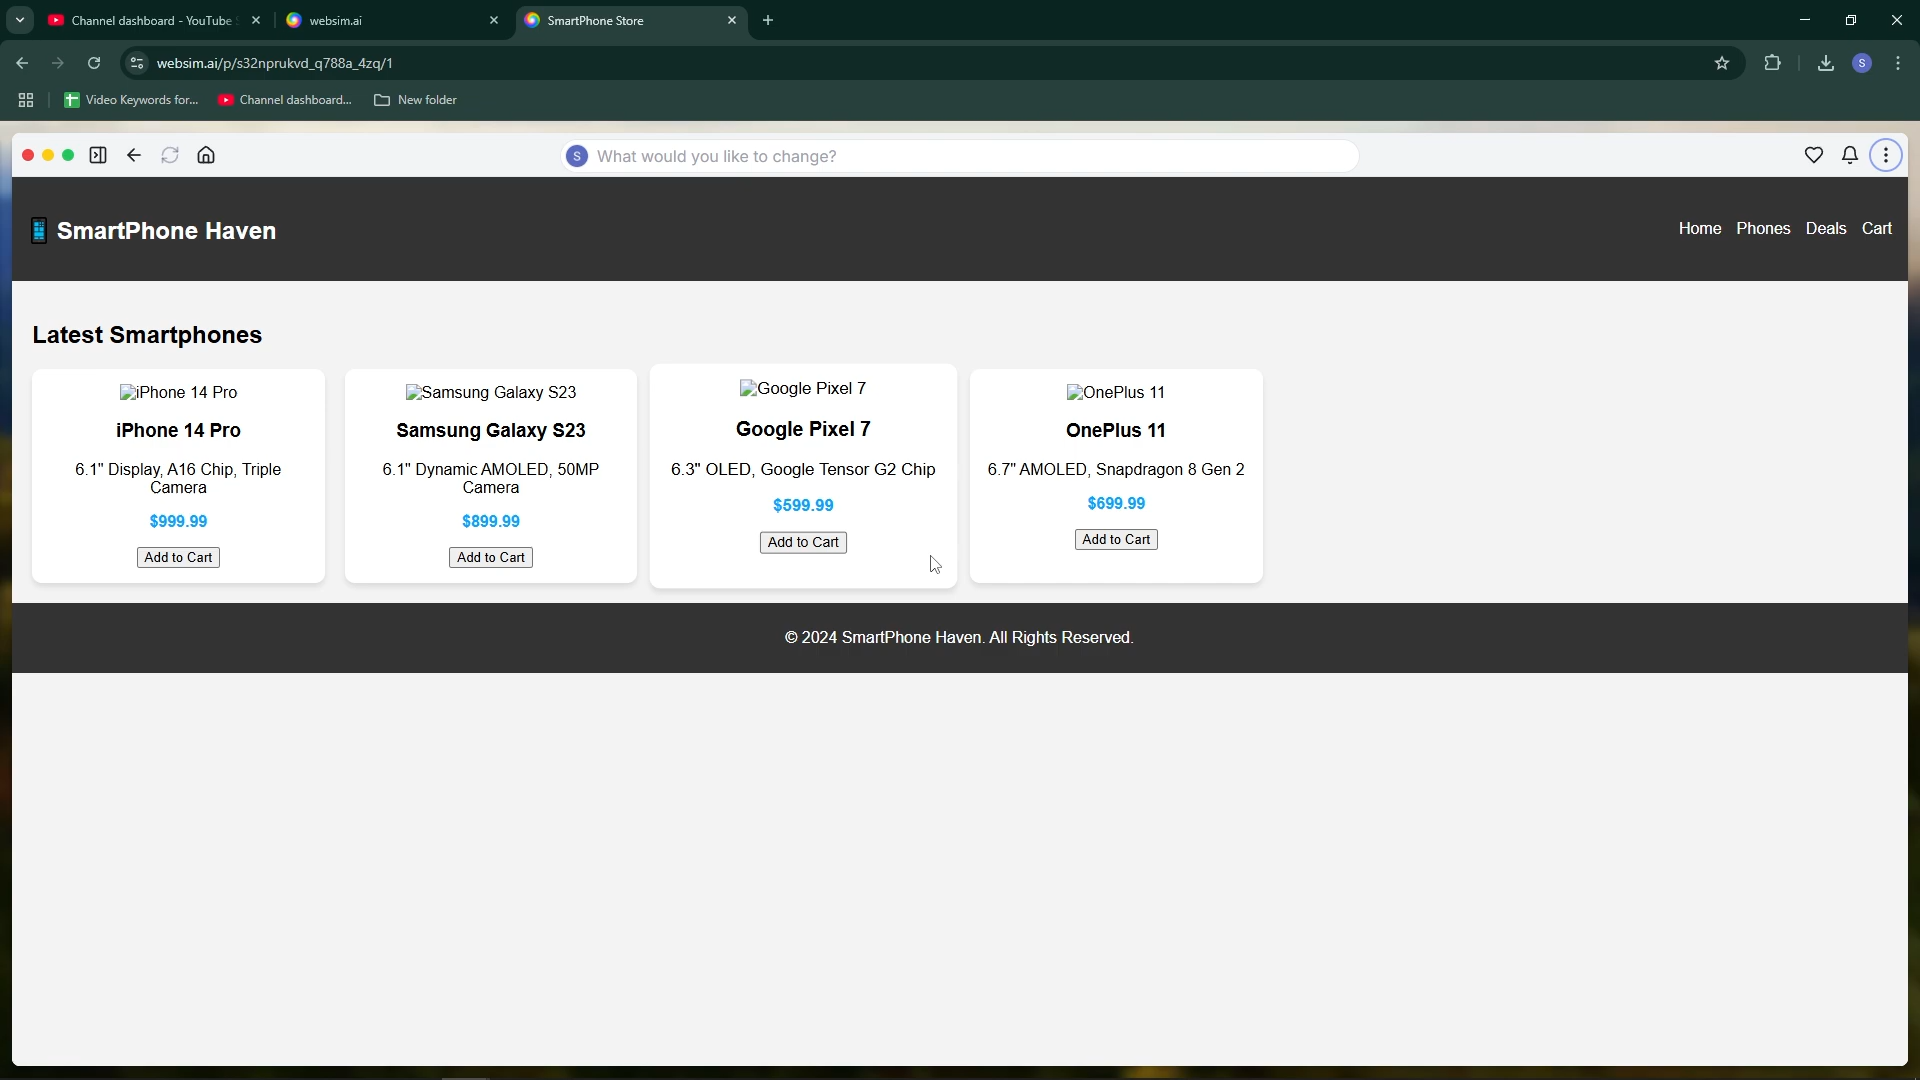 Channel dashboard - YouTube
websim.ai
SmartPhone Store
websim.ai/p/s32nprukvd_q788a_4zq/1
S
Video Keywords for...
Channel dashboard...
New folder
S
What would you like to change?
SmartPhone Haven
Home
Phones
Deals
Cart
Latest Smartphones
iPhone 14 Pro
iPhone 14 Pro
6.1" Display, A16 Chip, Triple
Camera
$999.99
Add to Cart
Samsung Galaxy S23
Samsung Galaxy S23
6.1" Dynamic AMOLED, 50MP
Camera
$899.99
Add to Cart
Google Pixel 7
Google Pixel 7
6.3" OLED, Google Tensor G2 Chip
$599.99
Add to Cart
OnePlus 11
OnePlus 11
6.7" AMOLED, Snapdragon 8 Gen 2
$699.99
Add to Cart
© 2024 SmartPhone Haven. All Rights Reserved.